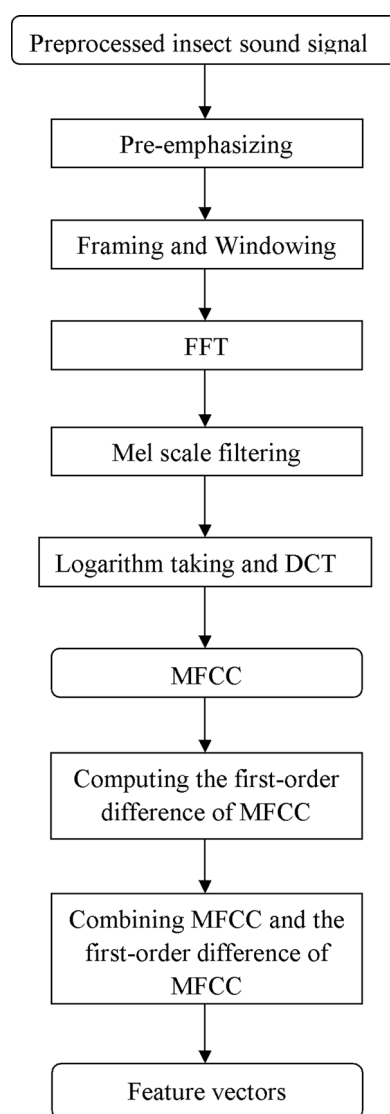 Preprocessed insect sound signal
Pre-emphasizing
Framing and Windowing
FFT
Mel scale filtering
Logarithm taking and DCT
MFCC
Computing the first-order
difference of MFCC
Combining MFCC and the
first-order difference of
MFCC
Feature vectors